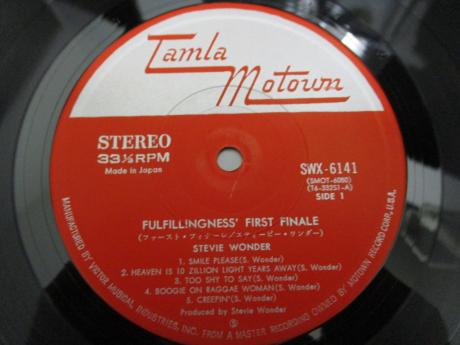 Tamla
Motown
STEREO
33⅓RPM
Made in Japan
SWX-6141
(SMOT-6050)
(T6-332S1-A)
SIDE 1
FULFILL!NGNESS' FIRST FINALE
(ファースト・フィナーレ/スティービー・ワンダー)
STEVIE WONDER
1. SMILE PLEASE(S. Wonder)
2. HEAVEN IS 10 ZILLION LIGHT YEARS AWAY(S. Wonder)
3. TOO SHY TO SAY(S. Wonder)
4. BOOGIE ON RAGGAE WOMAN(S. Wonder)
5. CREEPIN'(S. Wonder)
Produced by Stevie Wonder
MANUFACTURED BY VICTOR MUSICAL INDUSTRIES, INC. FROM A MASTER RECORDING OWNED BY MOTOWN RECORD CORP., U.S.A.